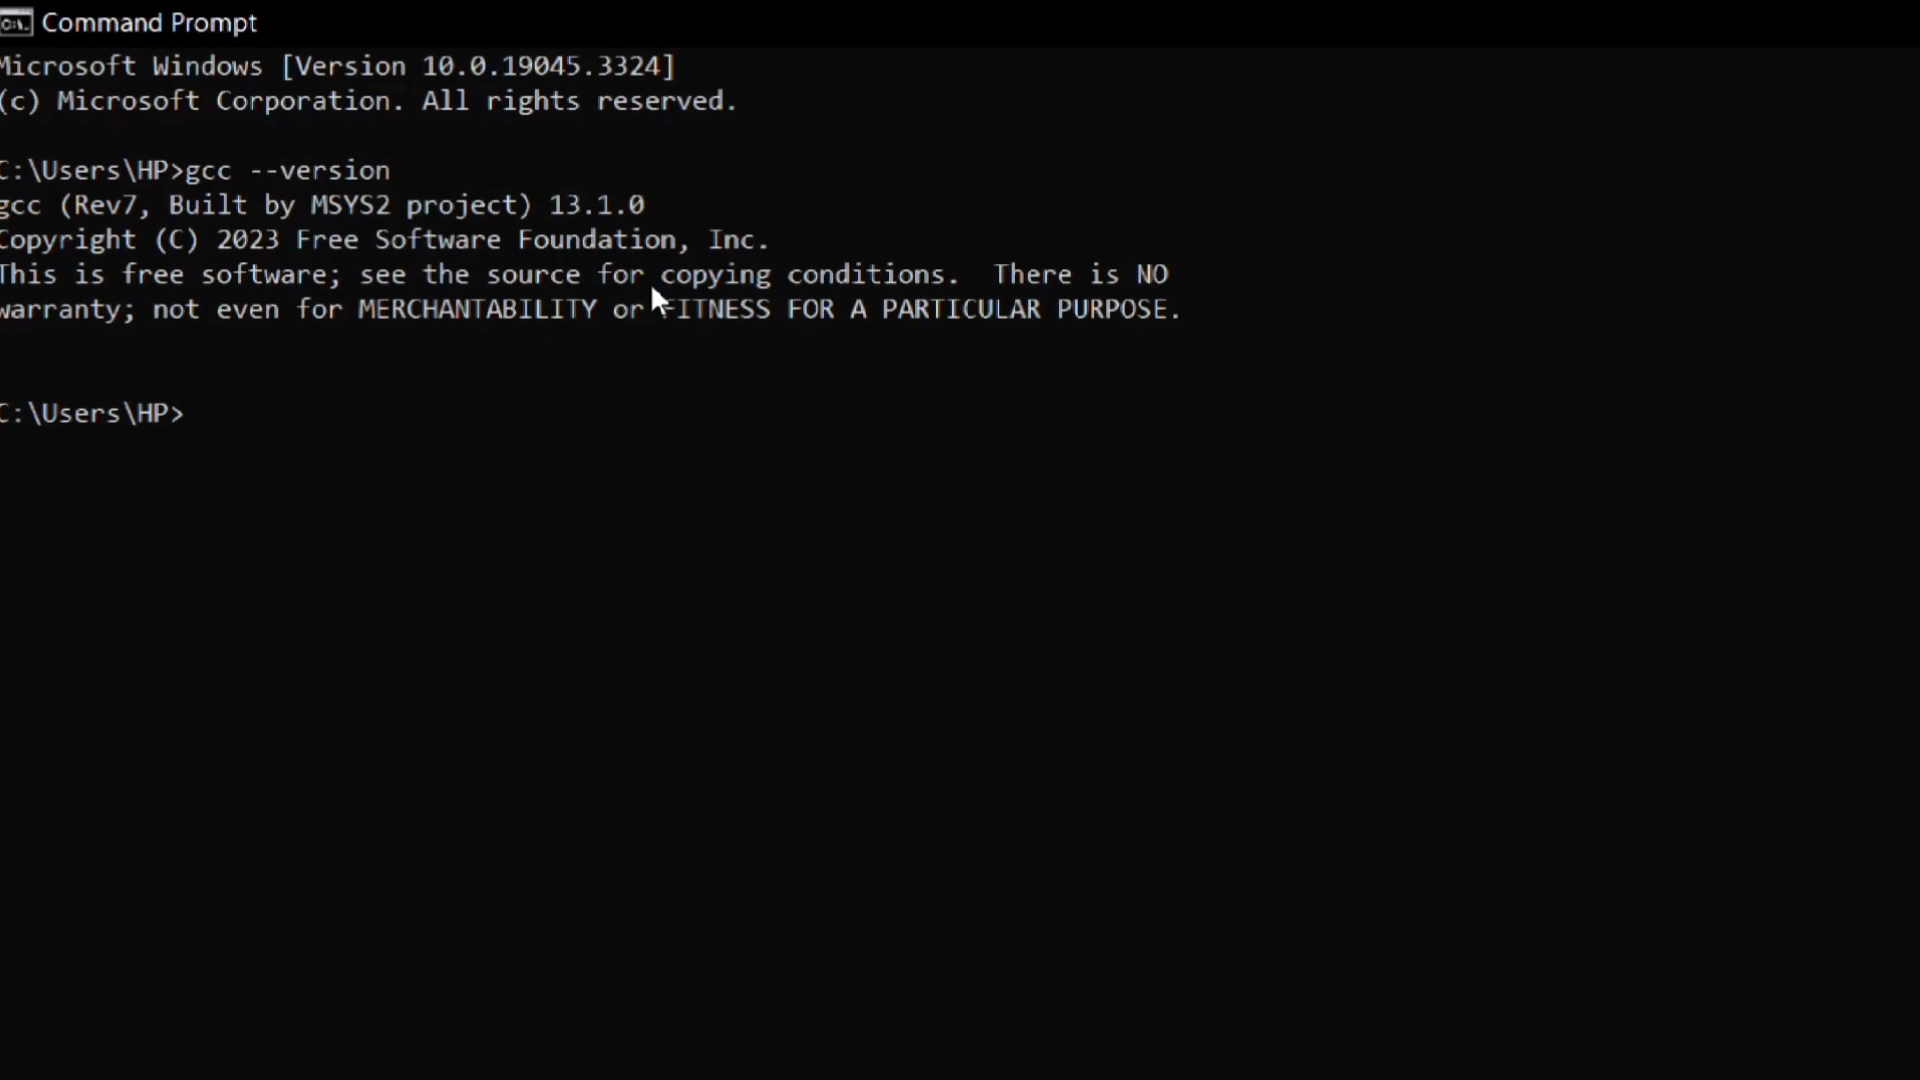 Command Prompt
Microsoft Windows [Version 10.0.19045.3324]
(c) Microsoft Corporation. All rights reserved.
C:\Users\HP>gcc --version
gcc (Rev7, Built by MSYS2 project) 13.1.0
Copyright (C) 2023 Free Software Foundation, Inc.
This is free software; see the source for copying conditions.  There is NO
warranty; not even for MERCHANTABILITY or FITNESS FOR A PARTICULAR PURPOSE.
C:\Users\HP>